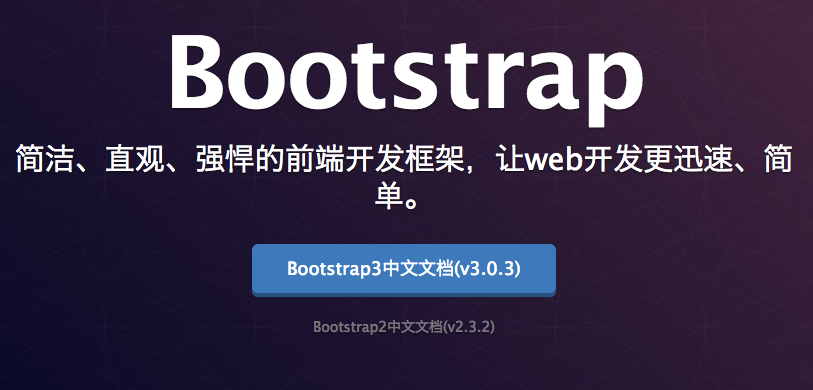 Bootstrap
简洁、直观、强悍的前端开发框架，让web开发更迅速、简
单。
Bootstrap3中文文档(v3.0.3)
Bootstrap2中文文档(v2.3.2)